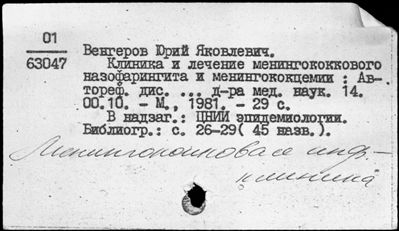 01
63047
Венгеров Юрий Яковлевич.
Клиника и лечение менингококкового
назофарингита и менингококцемии : Ав-
тореф. дис. ... д-ра мед. наук. 14.
00.10. - М., 1981. - 29 с.
В надзаг.: ЦНИИ эпидемиологии.
Библиогр.: с. 26-29( 45 назв.).
Менингококковая инф.-
клиника